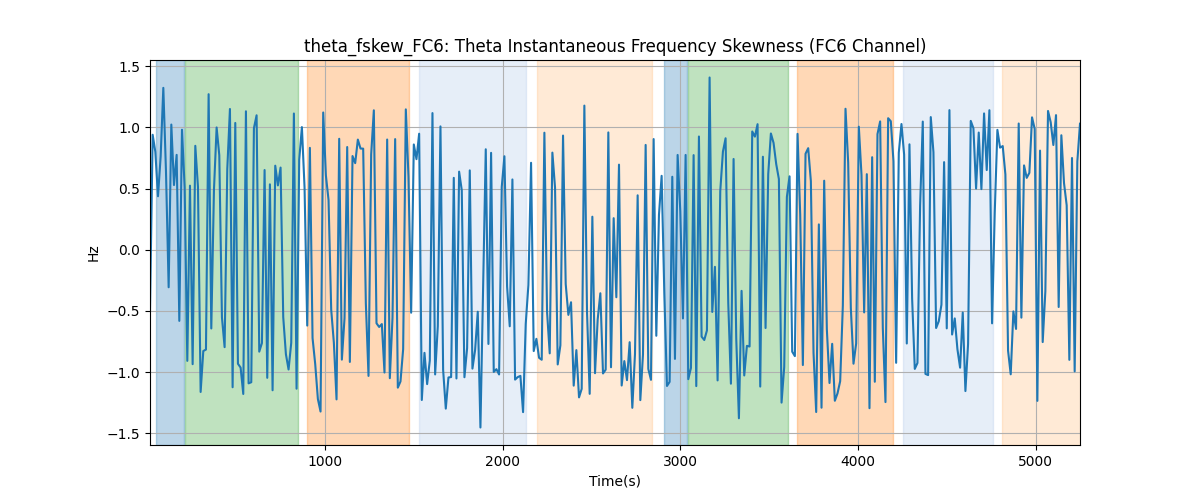 theta_fskew_FC6: Theta Instantaneous Frequency Skewness (FC6 Channel)
1.5
1.0
0.5
0.0
−0.5
−1.0
−1.5
Hz
1000 2000 3000 4000 5000
Time(s)